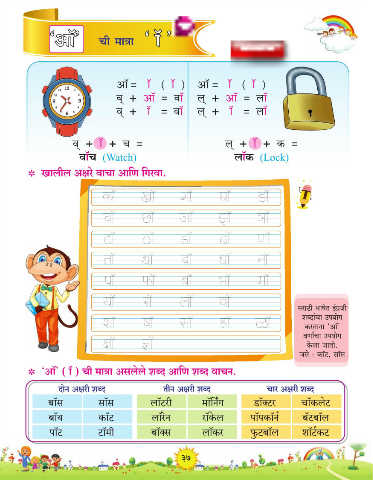 'ऑ' ची मात्रा 'ॉ'
ऑ = ॉ ( ॉ ) ऑ = ॉ ( ॉ )
व् + ऑ = वॉ ल् + ऑ = लॉ
व् + ॉ = वॉ ल् + ॉ = लॉ
व् + ॉ + च = ल् + ॉ + क =
वॉच (Watch) लॉक (Lock)
❉ खालील अक्षरे वाचा आणि गिरवा.
कॉ खॉ गॉ घॉ ङॉ
चॉ छॉ जॉ झॉ ञॉ
टॉ ठॉ डॉ ढॉ णॉ
तॉ थॉ दॉ धॉ नॉ
पॉ फॉ बॉ भॉ मॉ
यॉ रॉ लॉ वॉ
शॉ षॉ सॉ हॉ ळॉ
क्षॉ ज्ञॉ
मराठी भाषेत इंग्रजी
शब्दांचा उपयोग
करताना 'ऑ'
वर्णाचा उपयोग
केला जातो.
जसे - कॉट, सॉस
❉ 'ऑ' ( ॉ ) ची मात्रा असलेले शब्द आणि शब्द वाचन.
दोन अक्षरी शब्द तीन अक्षरी शब्द चार अक्षरी शब्द
बॉस सॉस लॉटरी मॉर्निंग डॉक्टर चॉकलेट
बॉब कॉट लॉरेन रॉकेल पॉपकॉर्न बॅटबॉल
पॉट टॉमी बॉक्स लॉकर फुटबॉल शॉर्टकट
३७